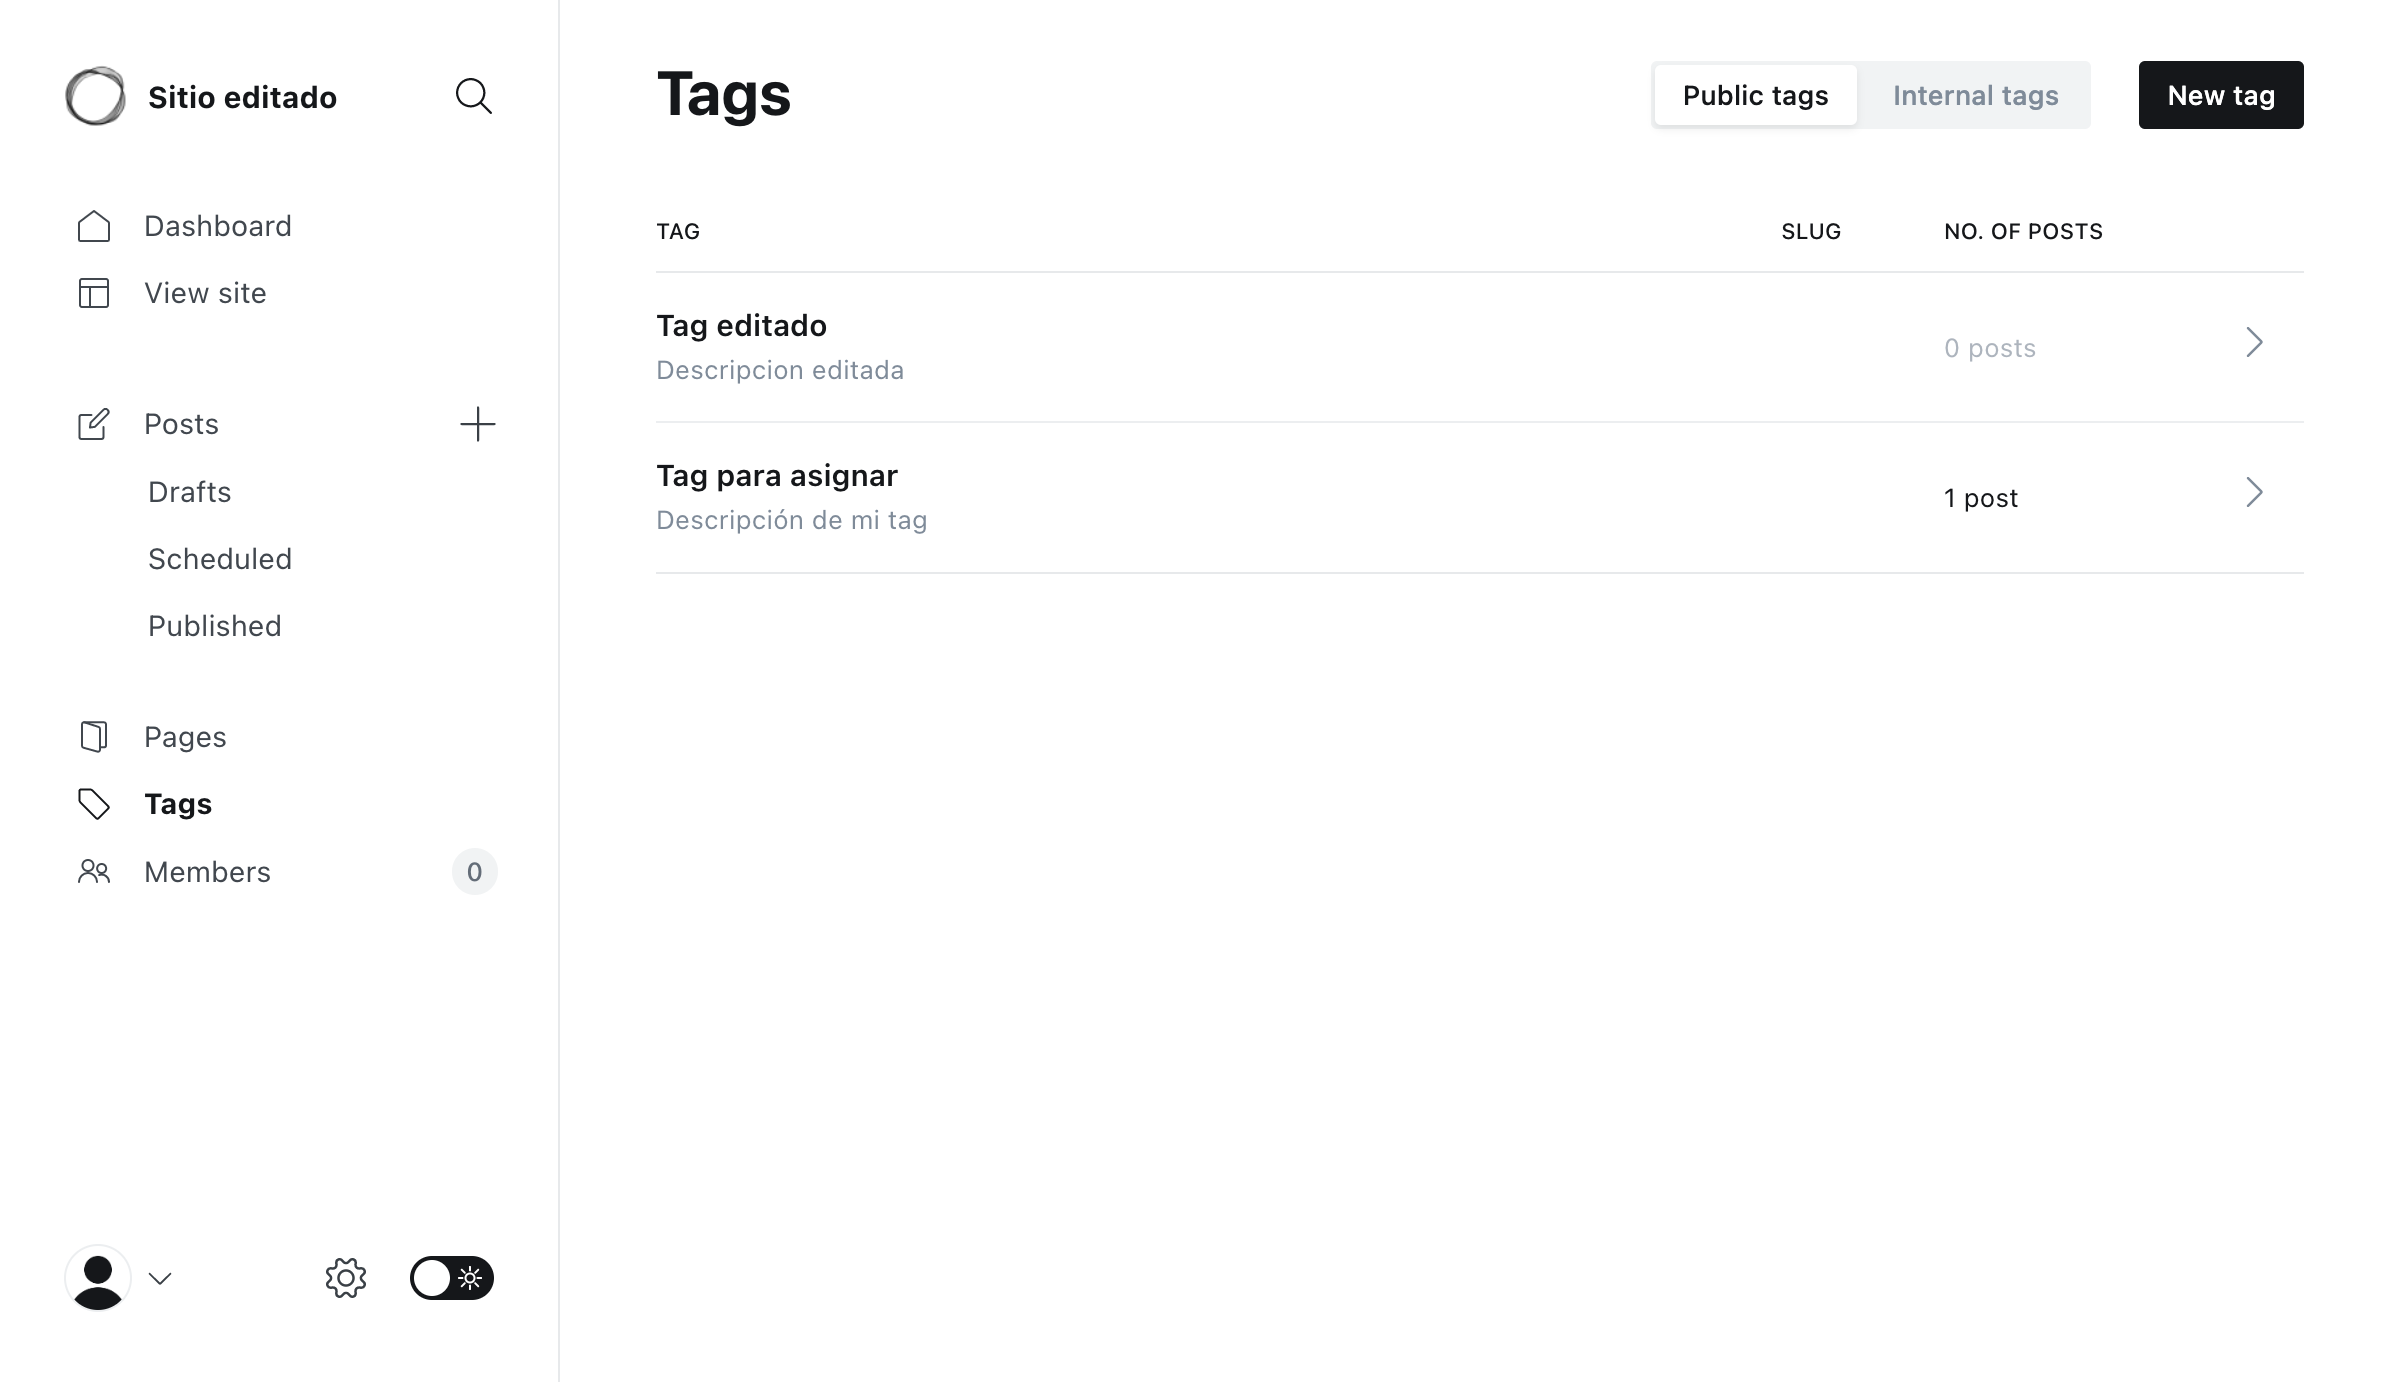 Sitio editado
Dashboard
View site
Posts
Drafts
Scheduled
Published
Pages
Tags
Members
0
Tags
Public tags
Internal tags
New tag
TAG
SLUG
NO. OF POSTS
Tag editado
Descripcion editada
0 posts
Tag para asignar
Descripción de mi tag
1 post